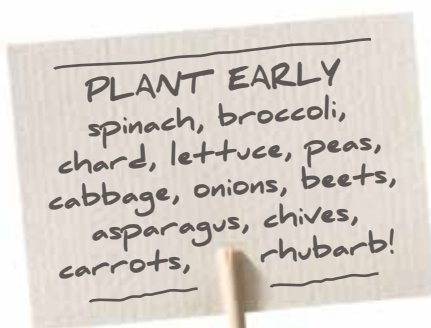 PLANT EARLY
spinach, broccoli,
chard, lettuce, peas,
cabbage, onions, beets,
asparagus, chives,
carrots, rhubarb!